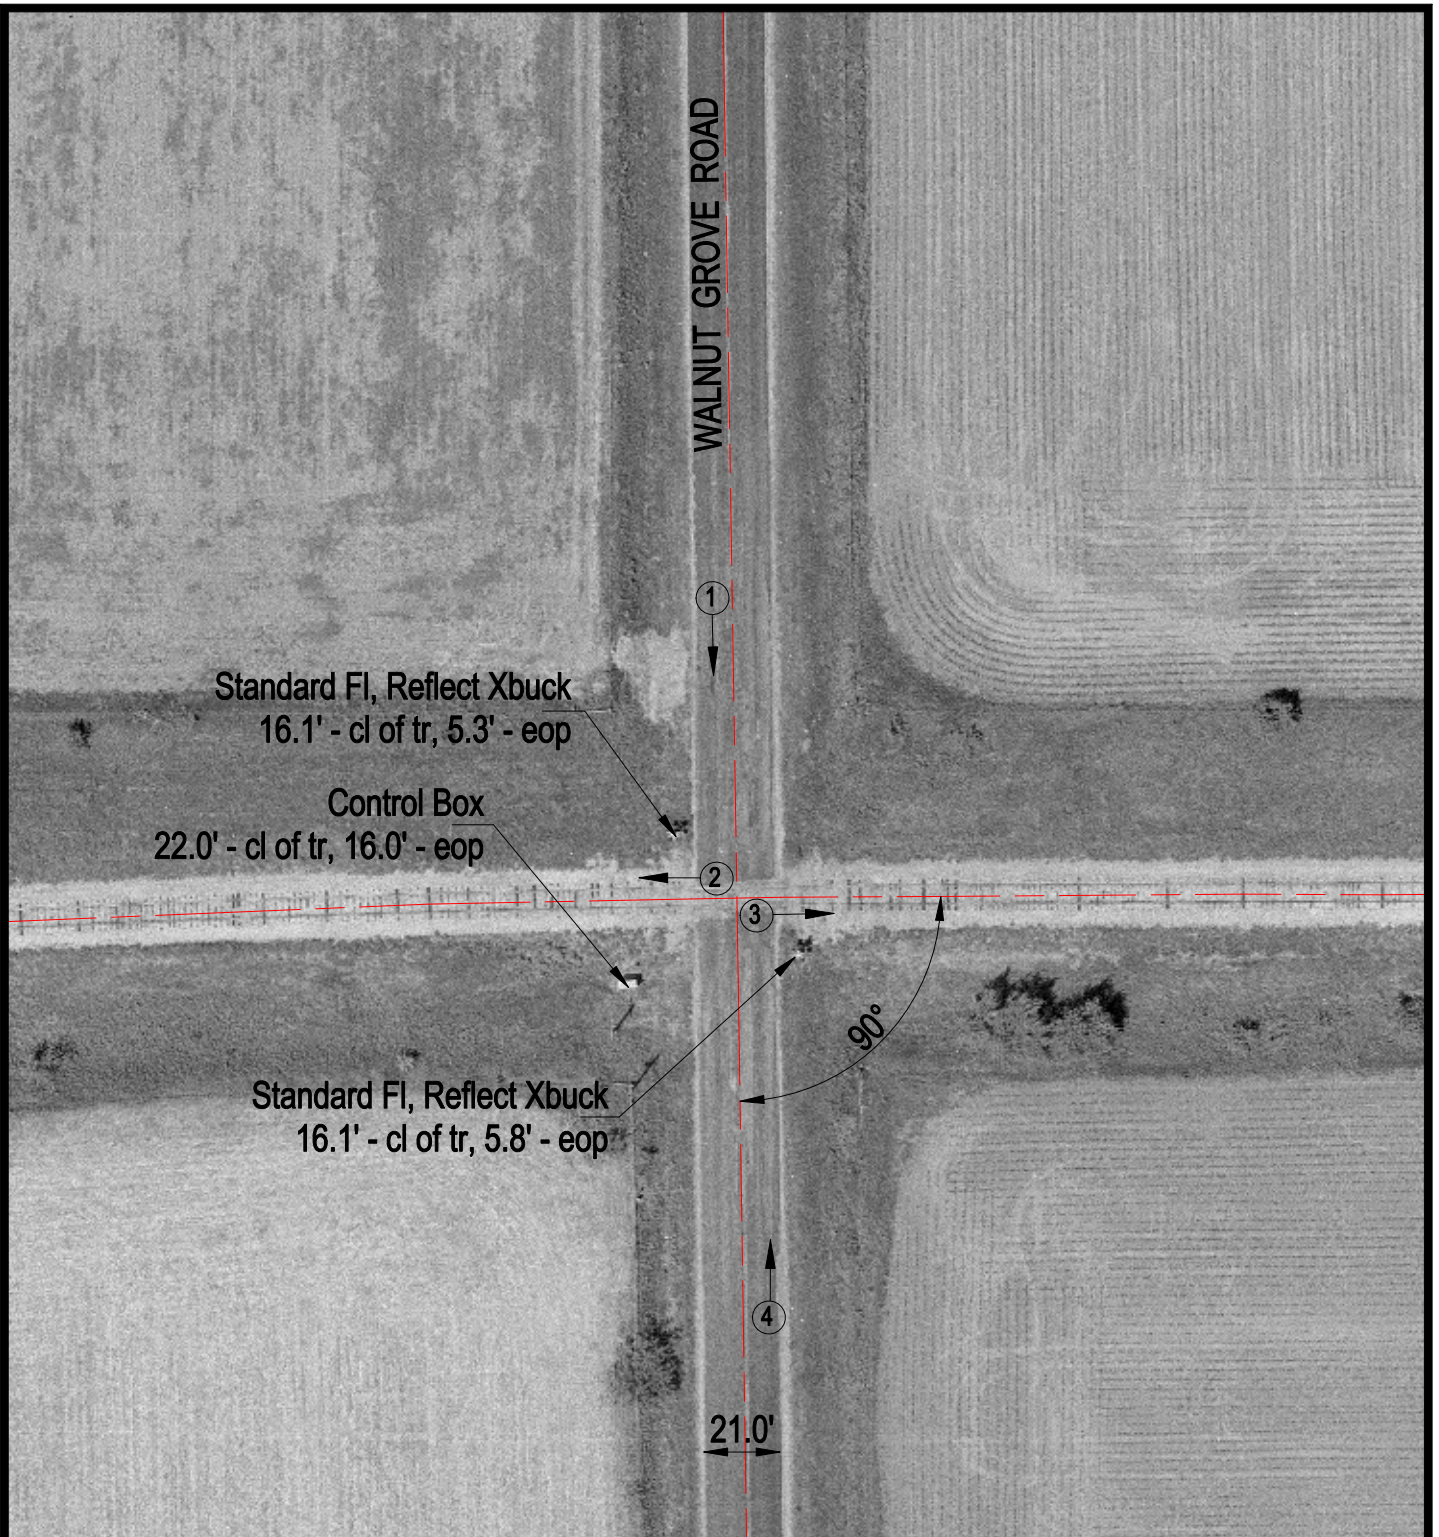 WALNUT GROVE ROAD
1
Standard Fl, Reflect Xbuck
16.1' - cl of tr, 5.3' - eop
Control Box
22.0' - cl of tr, 16.0' - eop
2
3
90°
Standard Fl, Reflect Xbuck
16.1' - cl of tr, 5.8' - eop
4
21.0'